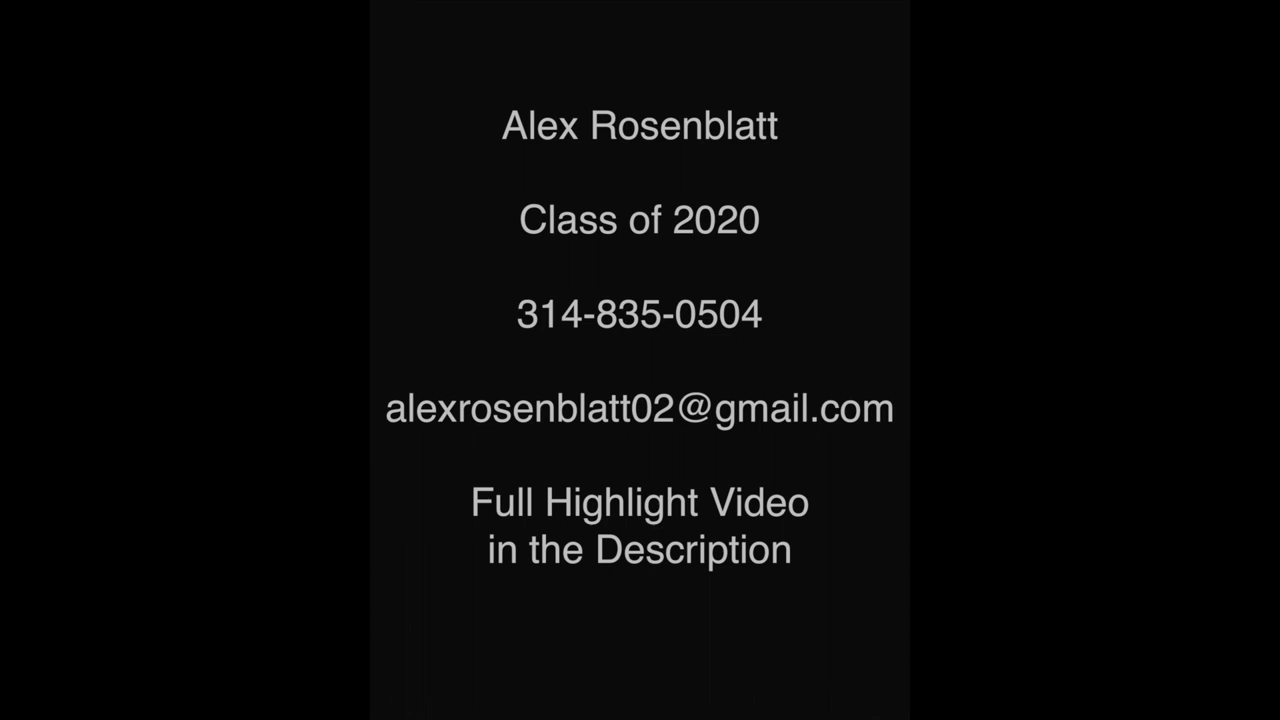 Alex Rosenblatt
Class of 2020
314-835-0504
alexrosenblatt02@gmail.com
Full Highlight Video
in the Description